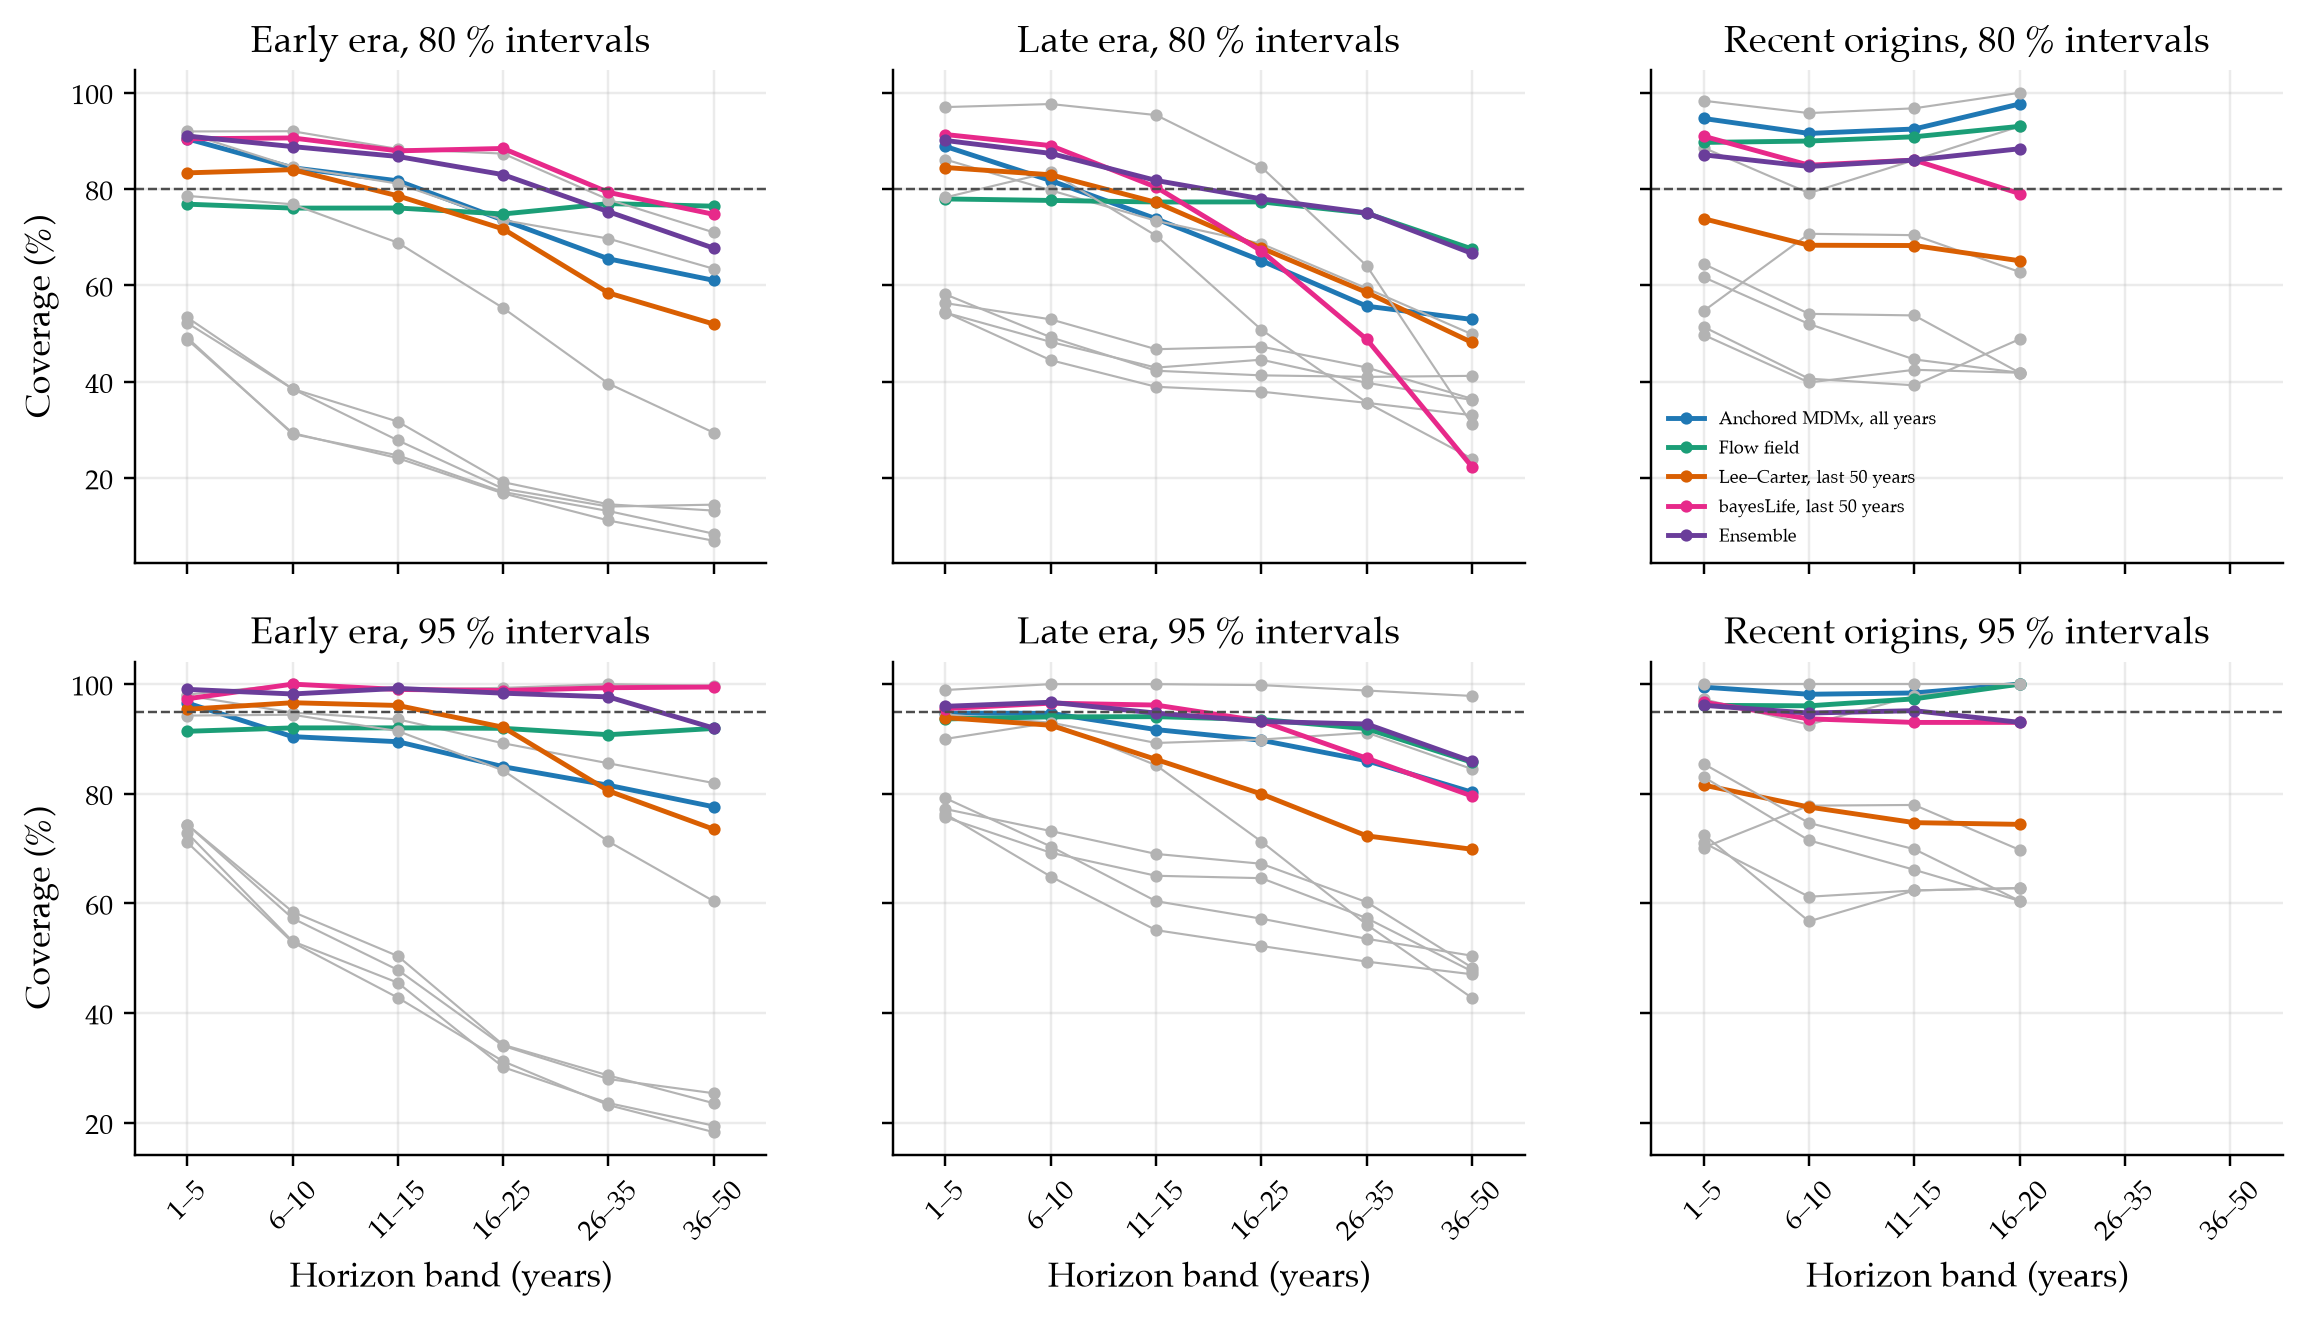 Early era, 80 % intervals
Late era, 80 % intervals
Recent origins, 80 % intervals
Coverage (%)
100
80
60
40
20
Anchored MDMx, all years
Flow field
Lee–Carter, last 50 years
bayesLife, last 50 years
Ensemble
Early era, 95 % intervals
Late era, 95 % intervals
Recent origins, 95 % intervals
Coverage (%)
100
80
60
40
20
1–5 6–10 11–15 16–25 26–35 36–50
1–5 6–10 11–15 16–25 26–35 36–50
1–5 6–10 11–15 16–20 26–35 36–50
Horizon band (years)
Horizon band (years)
Horizon band (years)